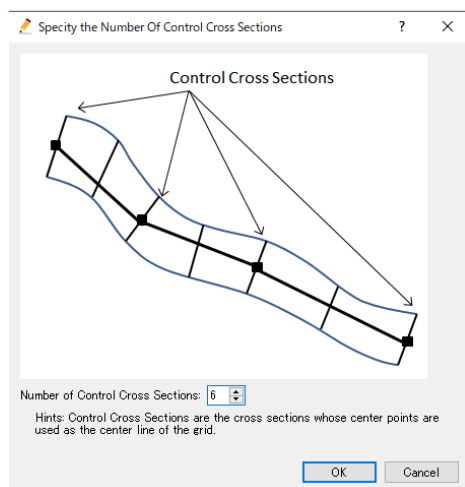 Specify the Number Of Control Cross Sections ? ×
Control Cross Sections
Number of Control Cross Sections: 6
Hints: Control Cross Sections are the cross sections whose center points are
used as the center line of the grid.
OK Cancel